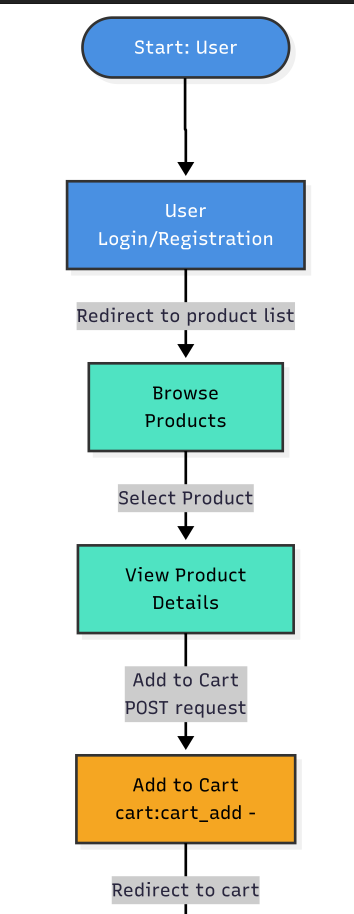 Start: User
User
Login/Registration
Redirect to product list
Browse
Products
Select Product
View Product
Details
Add to Cart
POST request
Add to Cart
cart:cart_add -
Redirect to cart